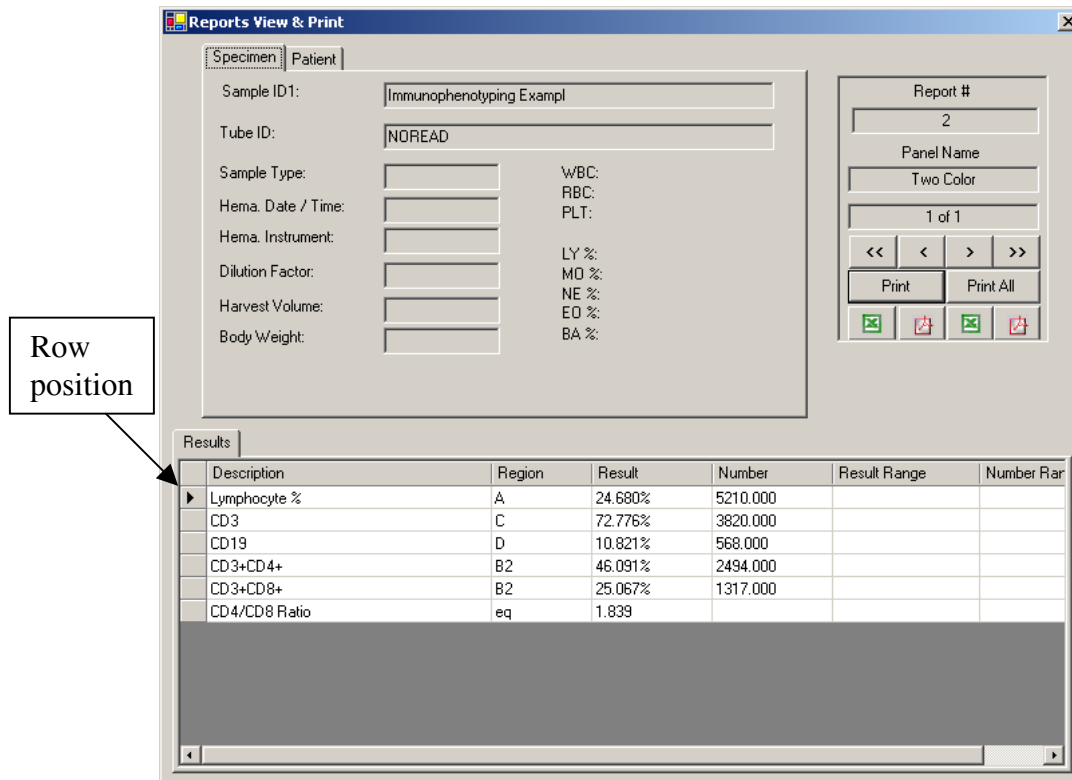 Reports View & Print
Specimen Patient
Sample ID1: Immunophenotyping Exampl
Tube ID: NOREAD
Sample Type:
Hema. Date / Time:
Hema. Instrument:
Dilution Factor:
Harvest Volume:
Body Weight:
WBC:
RBC:
PLT:
LY %:
MO %:
NE %:
EO %:
BA %:
Report #
2
Panel Name
Two Color
1 of 1
<< < > >>
Print Print All
Row
position
Results
Description Region Result Number Result Range Number Ran
Lymphocyte % A 24.680% 5210.000
CD3 C 72.776% 3820.000
CD19 D 10.821% 568.000
CD3+CD4+ B2 46.091% 2494.000
CD3+CD8+ B2 25.067% 1317.000
CD4/CD8 Ratio eq 1.839